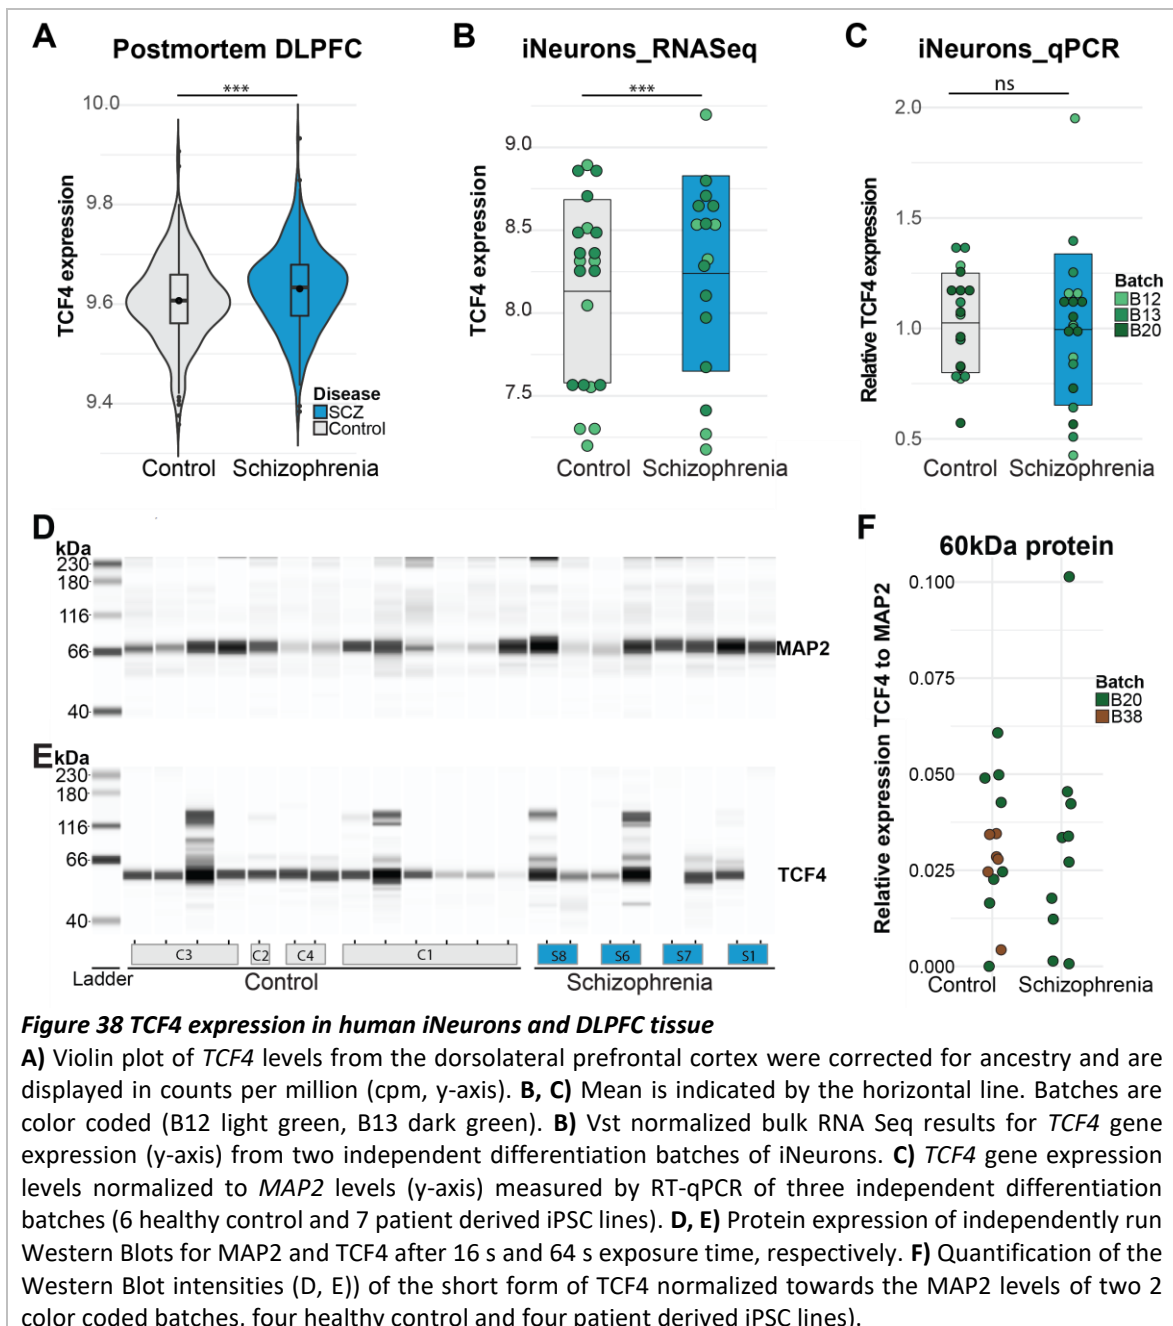 A
Postmortem DLPFC
***
TCF4 expression
10.0
9.8
9.6
9.4
Disease
SCZ
Control
Control Schizophrenia
B
iNeurons_RNASeq
***
TCF4 expression
9.0
8.5
8.0
7.5
Control Schizophrenia
C
iNeurons_qPCR
ns
Relative TCF4 expression
2.0
1.5
1.0
0.5
Batch
B12
B13
B20
Control Schizophrenia
D
kDa
230
180
116
66
40
MAP2
E
kDa
230
180
116
66
40
TCF4
C3 C2 C4 C1 S8 S6 S7 S1
Ladder Control Schizophrenia
F
60kDa protein
Relative expression TCF4 to MAP2
0.100
0.075
0.050
0.025
0.000
Batch
B20
B38
Control Schizophrenia
Figure 38 TCF4 expression in human iNeurons and DLPFC tissue
A) Violin plot of TCF4 levels from the dorsolateral prefrontal cortex were corrected for ancestry and are
displayed in counts per million (cpm, y-axis). B, C) Mean is indicated by the horizontal line. Batches are
color coded (B12 light green, B13 dark green). B) Vst normalized bulk RNA Seq results for TCF4 gene
expression (y-axis) from two independent differentiation batches of iNeurons. C) TCF4 gene expression
levels normalized to MAP2 levels (y-axis) measured by RT-qPCR of three independent differentiation
batches (6 healthy control and 7 patient derived iPSC lines). D, E) Protein expression of independently run
Western Blots for MAP2 and TCF4 after 16 s and 64 s exposure time, respectively. F) Quantification of the
Western Blot intensities (D, E)) of the short form of TCF4 normalized towards the MAP2 levels of two 2
color coded batches, four healthy control and four patient derived iPSC lines).